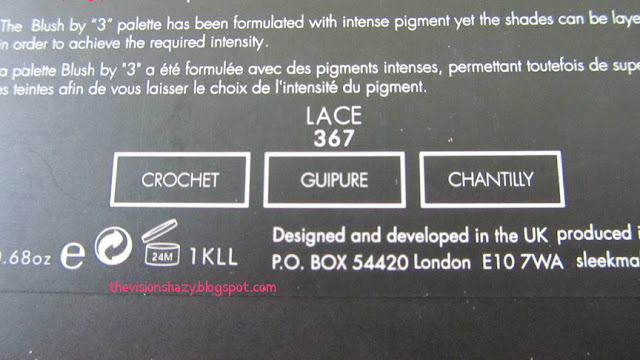 The Blush by “3” palette has been formulated with intense pigment yet the shades can be laye
in order to achieve the required intensity.
a palette Blush by "3" a été formulée avec des pigments intenses, permettant toutefois de supe
es teintes afin de vous laisser le choix de l'intensité du pigment.
LACE
367
CROCHET GUIPURE CHANTILLY
.68oz e 24M 1KLL
Designed and developed in the UK produced i
P.O. BOX 54420 London E10 7WA sleekma
thevisionshazy.blogspot.com